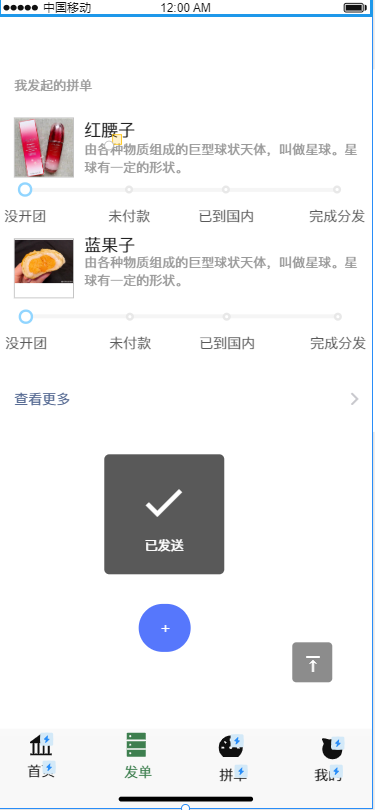 中国移动 12:00 AM
我发起的拼单
红腰子
由各种物质组成的巨型球状天体，叫做星球。星
球有一定的形状。
没开团 未付款 已到国内 完成分发
蓝果子
由各种物质组成的巨型球状天体，叫做星球。星
球有一定的形状。
没开团 未付款 已到国内 完成分发
查看更多
已发送
+
首页 发单 拼单 我的